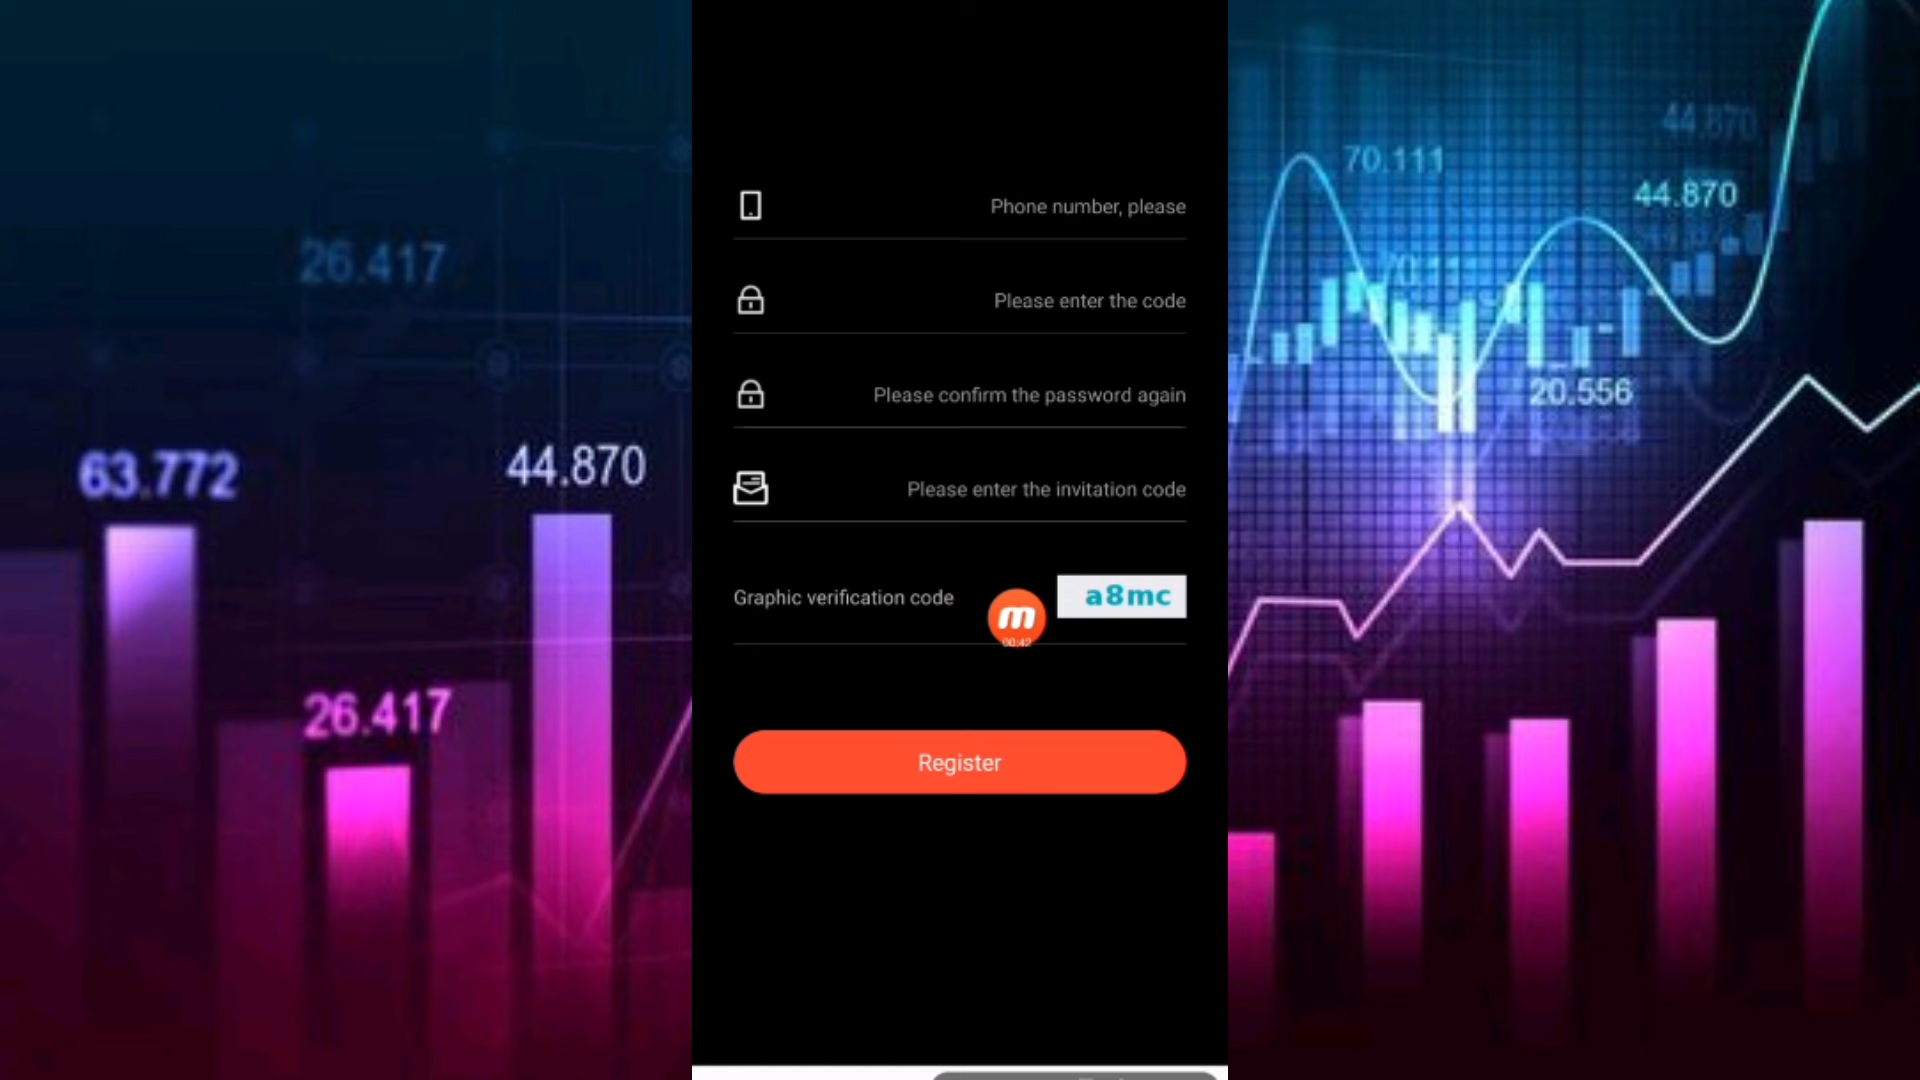 26.417
63.772
44.870
26.417
Phone number, please
Please enter the code
Please confirm the password again
Please enter the invitation code
Graphic verification code
a8mc
m
00:42
Register
44.870
70.111
44.870
20.556